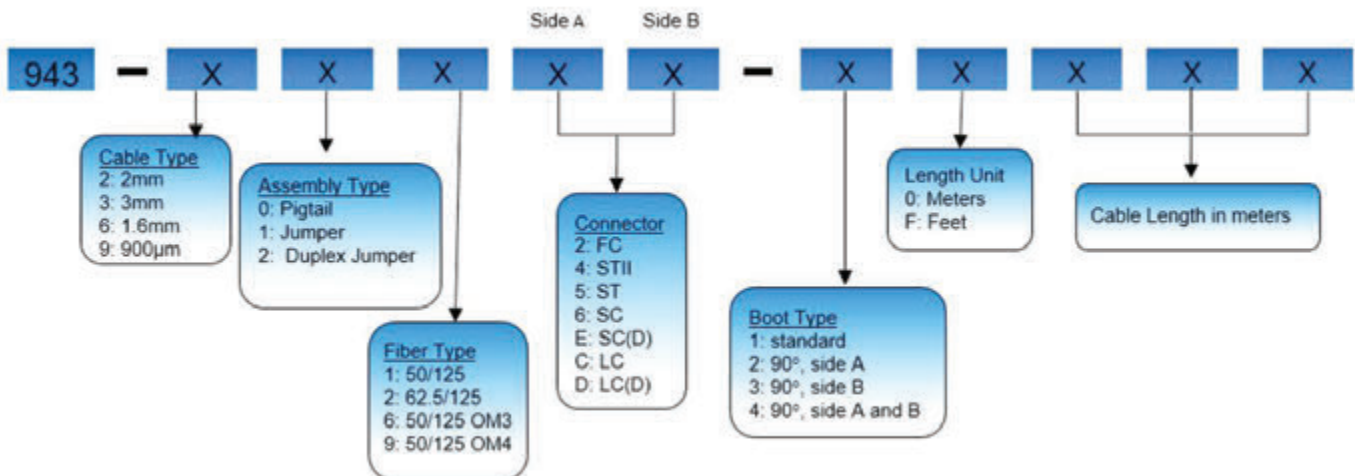 Side A Side B
943 - X X X X X - X X X X X
Cable Type
2: 2mm
3: 3mm
6: 1.6mm
9: 900µm
Assembly Type
0: Pigtail
1: Jumper
2: Duplex Jumper
Fiber Type
1: 50/125
2: 62.5/125
6: 50/125 OM3
9: 50/125 OM4
Connector
2: FC
4: STII
5: ST
6: SC
E: SC(D)
C: LC
D: LC(D)
Boot Type
1: standard
2: 90°, side A
3: 90°, side B
4: 90°, side A and B
Length Unit
0: Meters
F: Feet
Cable Length in meters